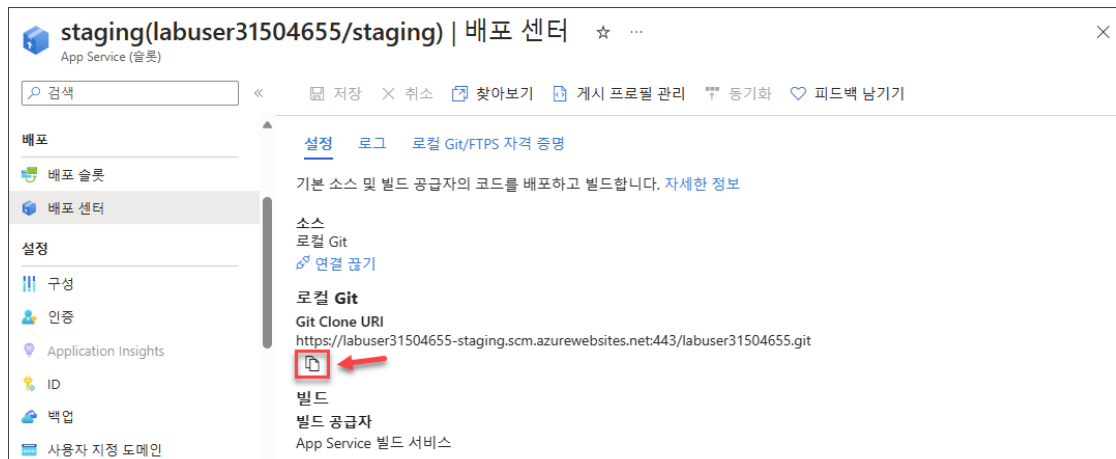 staging(labuser31504655/staging) | 배포 센터
App Service (슬롯)
검색
저장 취소 찾아보기 게시 프로필 관리 동기화 피드백 남기기
배포
배포 슬롯
배포 센터
설정
구성
인증
Application Insights
ID
백업
사용자 지정 도메인
설정 로그 로컬 Git/FTPS 자격 증명
기본 소스 및 빌드 공급자의 코드를 배포하고 빌드합니다. 자세한 정보
소스
로컬 Git
연결 끊기
로컬 Git
Git Clone URI
https://labuser31504655-staging.scm.azurewebsites.net:443/labuser31504655.git
빌드
빌드 공급자
App Service 빌드 서비스